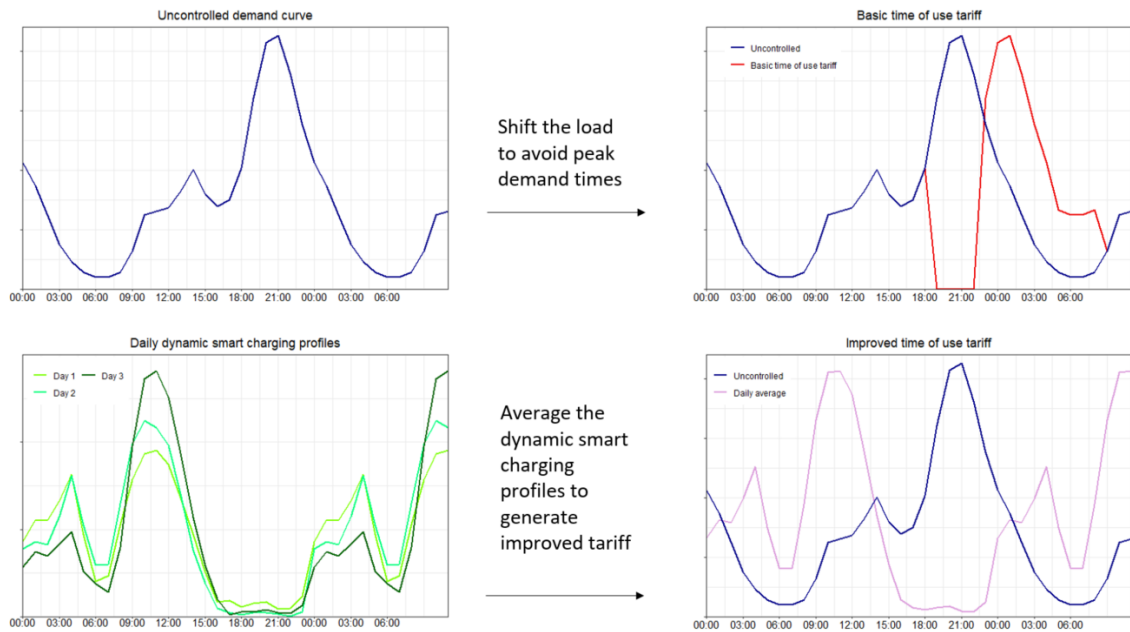 Uncontrolled demand curve
00:00 03:00 06:00 09:00 12:00 15:00 18:00 21:00 00:00 03:00 06:00
Shift the load
to avoid peak
demand times
Basic time of use tariff
Uncontrolled
Basic time of use tariff
00:00 03:00 06:00 09:00 12:00 15:00 18:00 21:00 00:00 03:00 06:00
Daily dynamic smart charging profiles
Day 1 Day 3
Day 2
00:00 03:00 06:00 09:00 12:00 15:00 18:00 21:00 00:00 03:00 06:00
Average the
dynamic smart
charging
profiles to
generate
improved tariff
Improved time of use tariff
Uncontrolled
Daily average
00:00 03:00 06:00 09:00 12:00 15:00 18:00 21:00 00:00 03:00 06:00